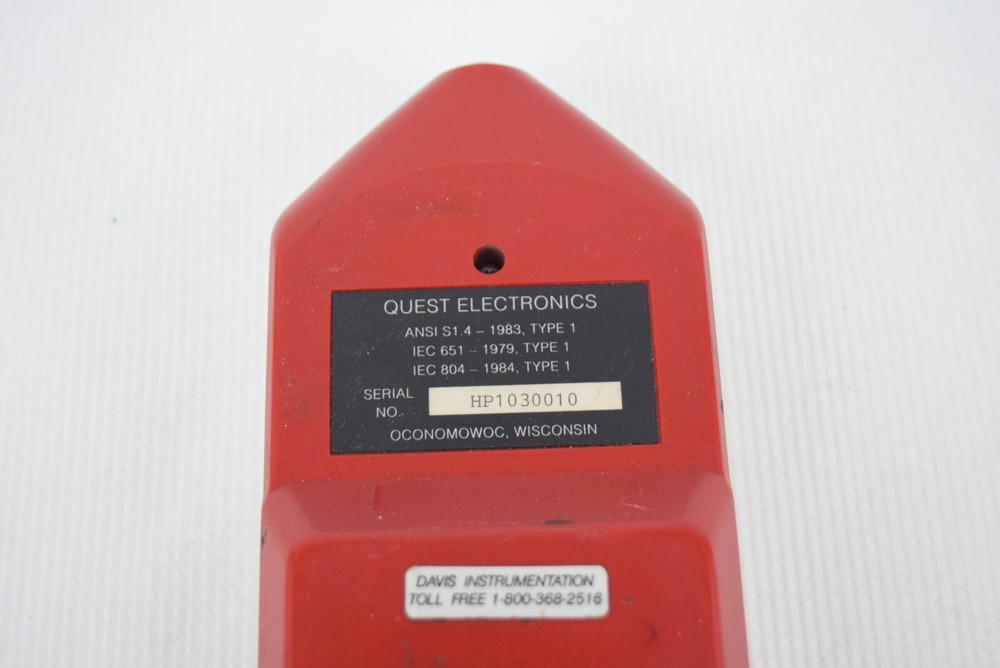 QUEST ELECTRONICS
ANSI S1.4 – 1983, TYPE 1
IEC 651 – 1979, TYPE 1
IEC 804 – 1984, TYPE 1
SERIAL NO. HP1030010
OCONOMOWOC, WISCONSIN
DAVIS INSTRUMENTATION
TOLL FREE 1-800-368-2516